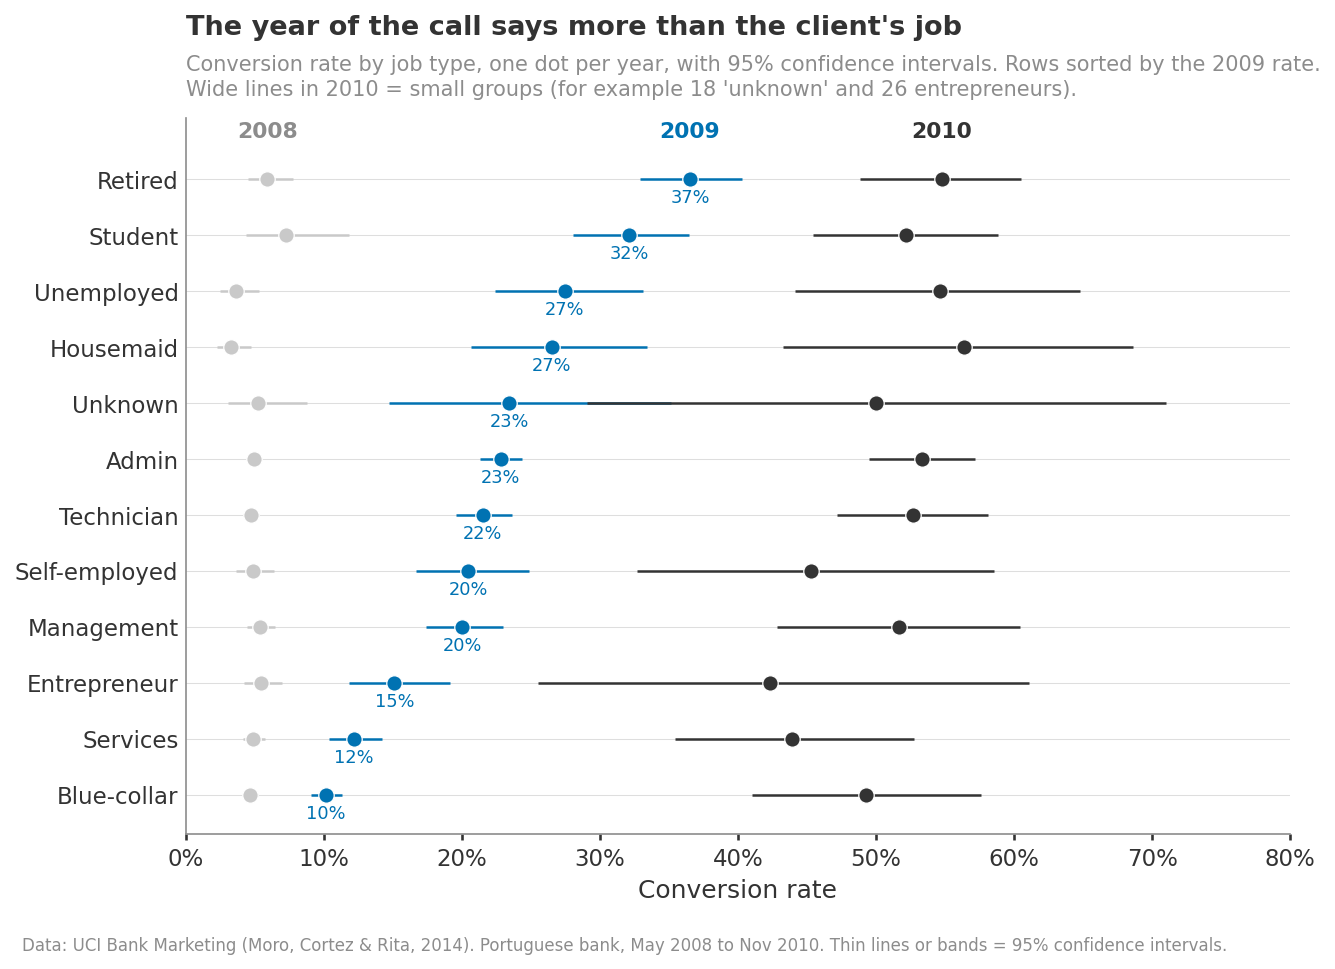 The year of the call says more than the client's job
Conversion rate by job type, one dot per year, with 95% confidence intervals. Rows sorted by the 2009 rate.
Wide lines in 2010 = small groups (for example 18 'unknown' and 26 entrepreneurs).
2008 2009 2010
Retired
37%
Student
32%
Unemployed
27%
Housemaid
27%
Unknown
23%
Admin
23%
Technician
22%
Self-employed
20%
Management
20%
Entrepreneur
15%
Services
12%
Blue-collar
10%
0% 10% 20% 30% 40% 50% 60% 70% 80%
Conversion rate
Data: UCI Bank Marketing (Moro, Cortez & Rita, 2014). Portuguese bank, May 2008 to Nov 2010. Thin lines or bands = 95% confidence intervals.